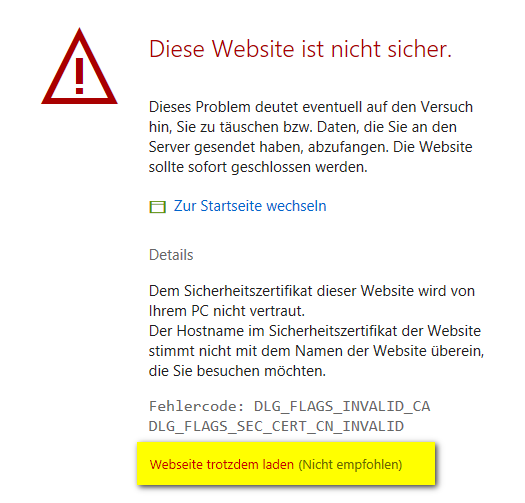 Diese Website ist nicht sicher.
Dieses Problem deutet eventuell auf den Versuch
hin, Sie zu täuschen bzw. Daten, die Sie an den
Server gesendet haben, abzufangen. Die Website
sollte sofort geschlossen werden.
Zur Startseite wechseln
Details
Dem Sicherheitszertifikat dieser Website wird von
Ihrem PC nicht vertraut.
Der Hostname im Sicherheitszertifikat der Website
stimmt nicht mit dem Namen der Website überein,
die Sie besuchen möchten.
Fehlercode: DLG_FLAGS_INVALID_CA
DLG_FLAGS_SEC_CERT_CN_INVALID
Webseite trotzdem laden (Nicht empfohlen)